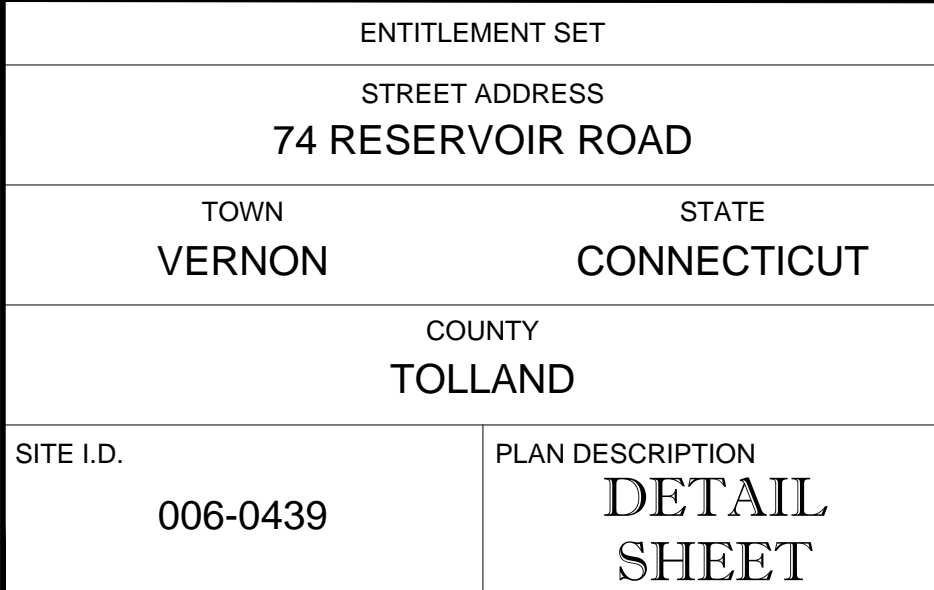 ENTITLEMENT SET
STREET ADDRESS
74 RESERVOIR ROAD
TOWN
VERNON
STATE
CONNECTICUT
COUNTY
TOLLAND
SITE I.D.
006-0439
PLAN DESCRIPTION
DETAIL
SHEET